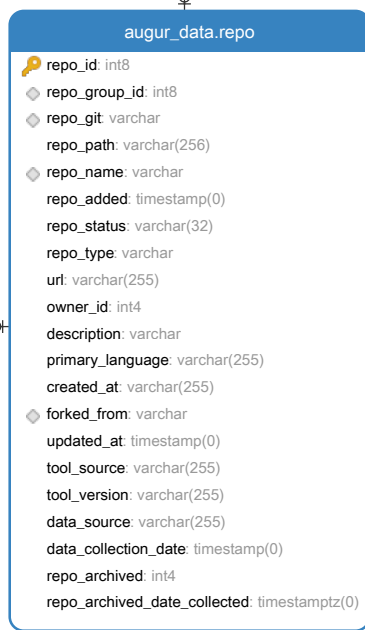 augur_data.repo
repo_id: int8
repo_group_id: int8
repo_git: varchar
repo_path: varchar(256)
repo_name: varchar
repo_added: timestamp(0)
repo_status: varchar(32)
repo_type: varchar
url: varchar(255)
owner_id: int4
description: varchar
primary_language: varchar(255)
created_at: varchar(255)
forked_from: varchar
updated_at: timestamp(0)
tool_source: varchar(255)
tool_version: varchar(255)
data_source: varchar(255)
data_collection_date: timestamp(0)
repo_archived: int4
repo_archived_date_collected: timestamptz(0)